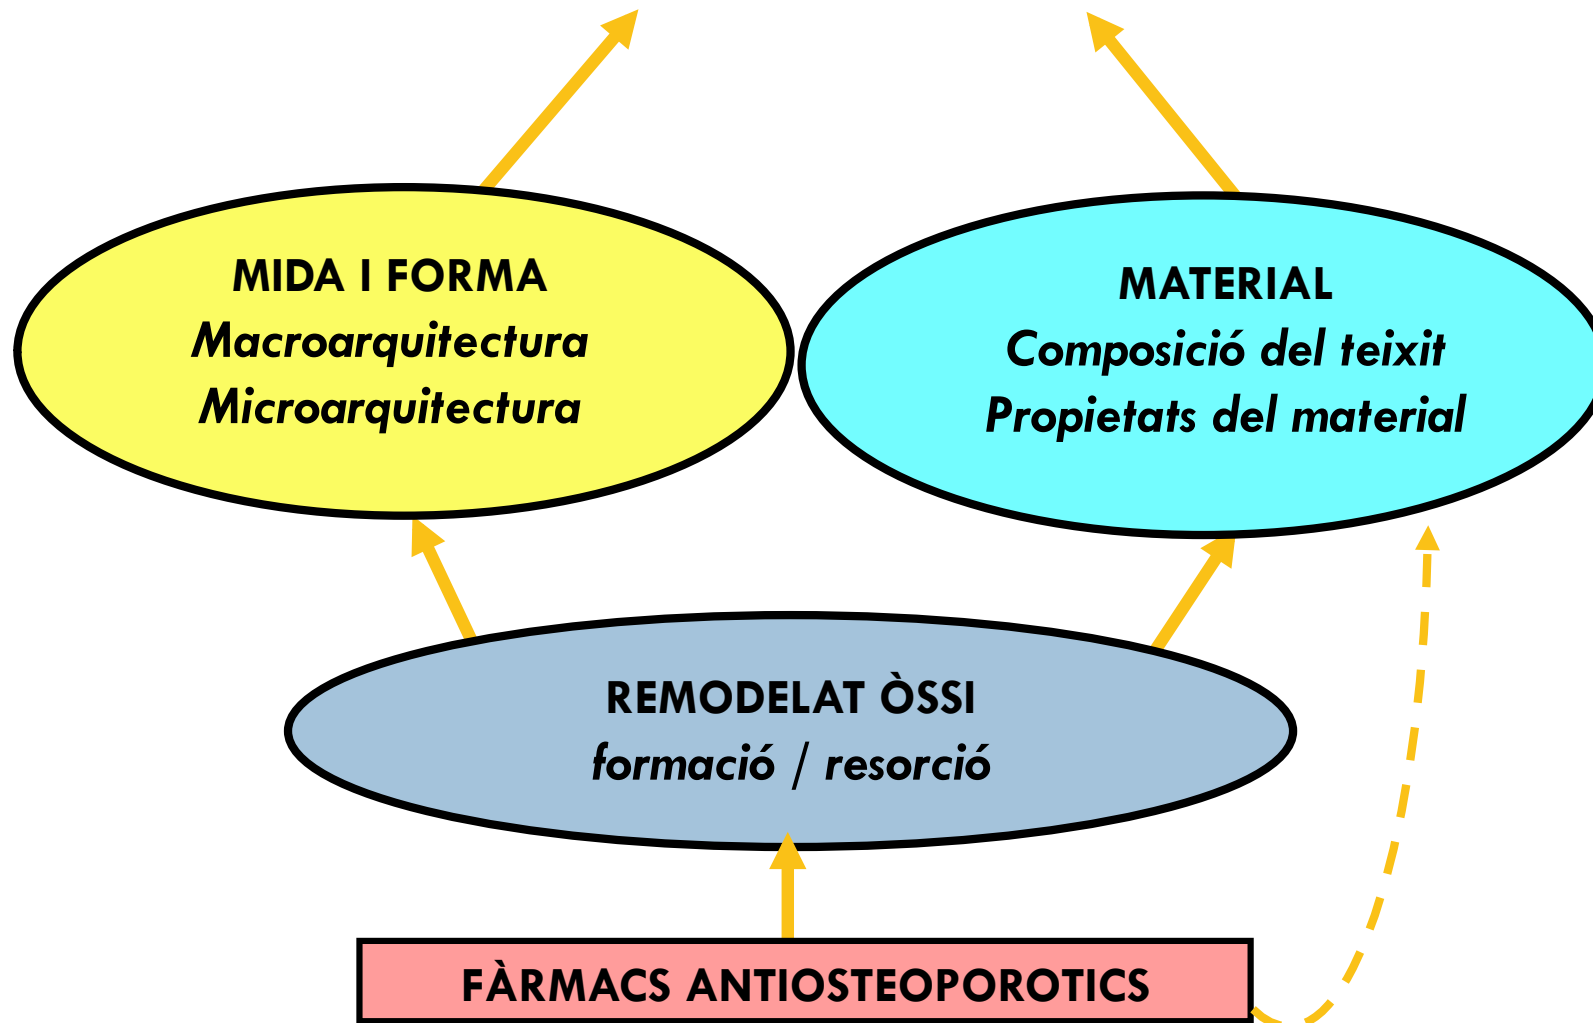 MIDA I FORMA
Macroarquitectura
Microarquitectura
MATERIAL
Composició del teixit
Propietats del material
REMODELAT ÒSSI
formació / resorció
FÀRMACS ANTIOSTEOPOROTICS